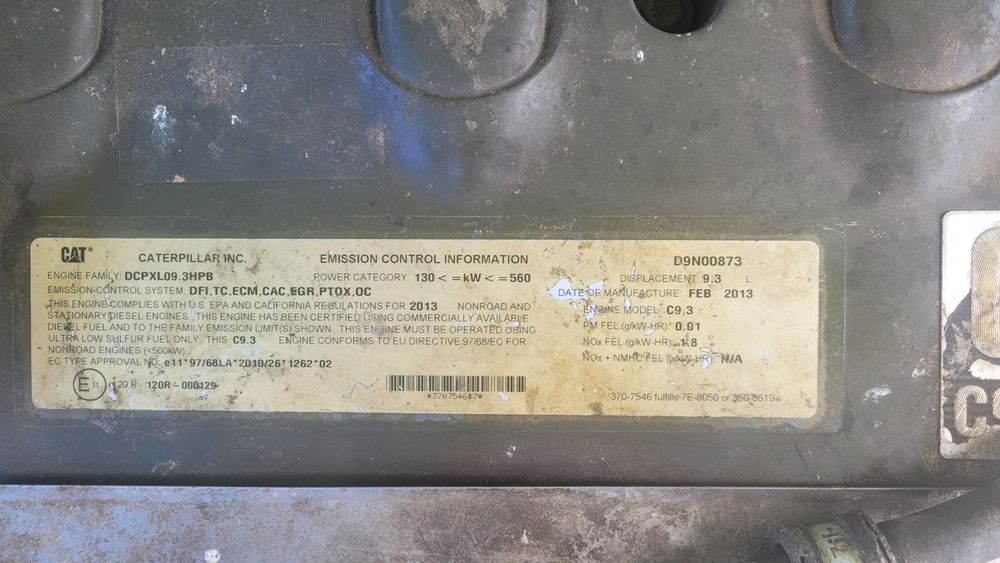 CAT® CATERPILLAR INC. EMISSION CONTROL INFORMATION D9N00873
ENGINE FAMILY: DCPXL09.3HPB POWER CATEGORY: 130 < =kW < =560 DISPLACEMENT: 9.3 L
EMISSION-CONTROL SYSTEM: DFI,TC,ECM,CAC,EGR,PTOX,OC DATE OF MANUFACTURE: FEB 2013
THIS ENGINE COMPLIES WITH U.S. EPA AND CALIFORNIA REGULATIONS FOR 2013 NONROAD AND ENGINE MODEL: C9.3
STATIONARY DIESEL ENGINES. THIS ENGINE HAS BEEN CERTIFIED USING COMMERCIALLY AVAILABLE
DIESEL FUEL AND TO THE FAMILY EMISSION LIMIT(S) SHOWN. THIS ENGINE MUST BE OPERATED USING PM FEL (g/kW-HR) 0.01
ULTRA LOW SULFUR FUEL ONLY. THIS C9.3 ENGINE CONFORMS TO EU DIRECTIVE 97/68/EC FOR NOx FEL (g/kW-HR) 1.8
NONROAD ENGINES (<560kW)
EC TYPE APPROVAL NO. e11*97/68LA*2010/26*1262*02 NOx + NMHC FEL (g/kW-HR) N/A
E 11 120 R - 120R-000129
370-7546 fulfills 7E-8050 or 350-8619